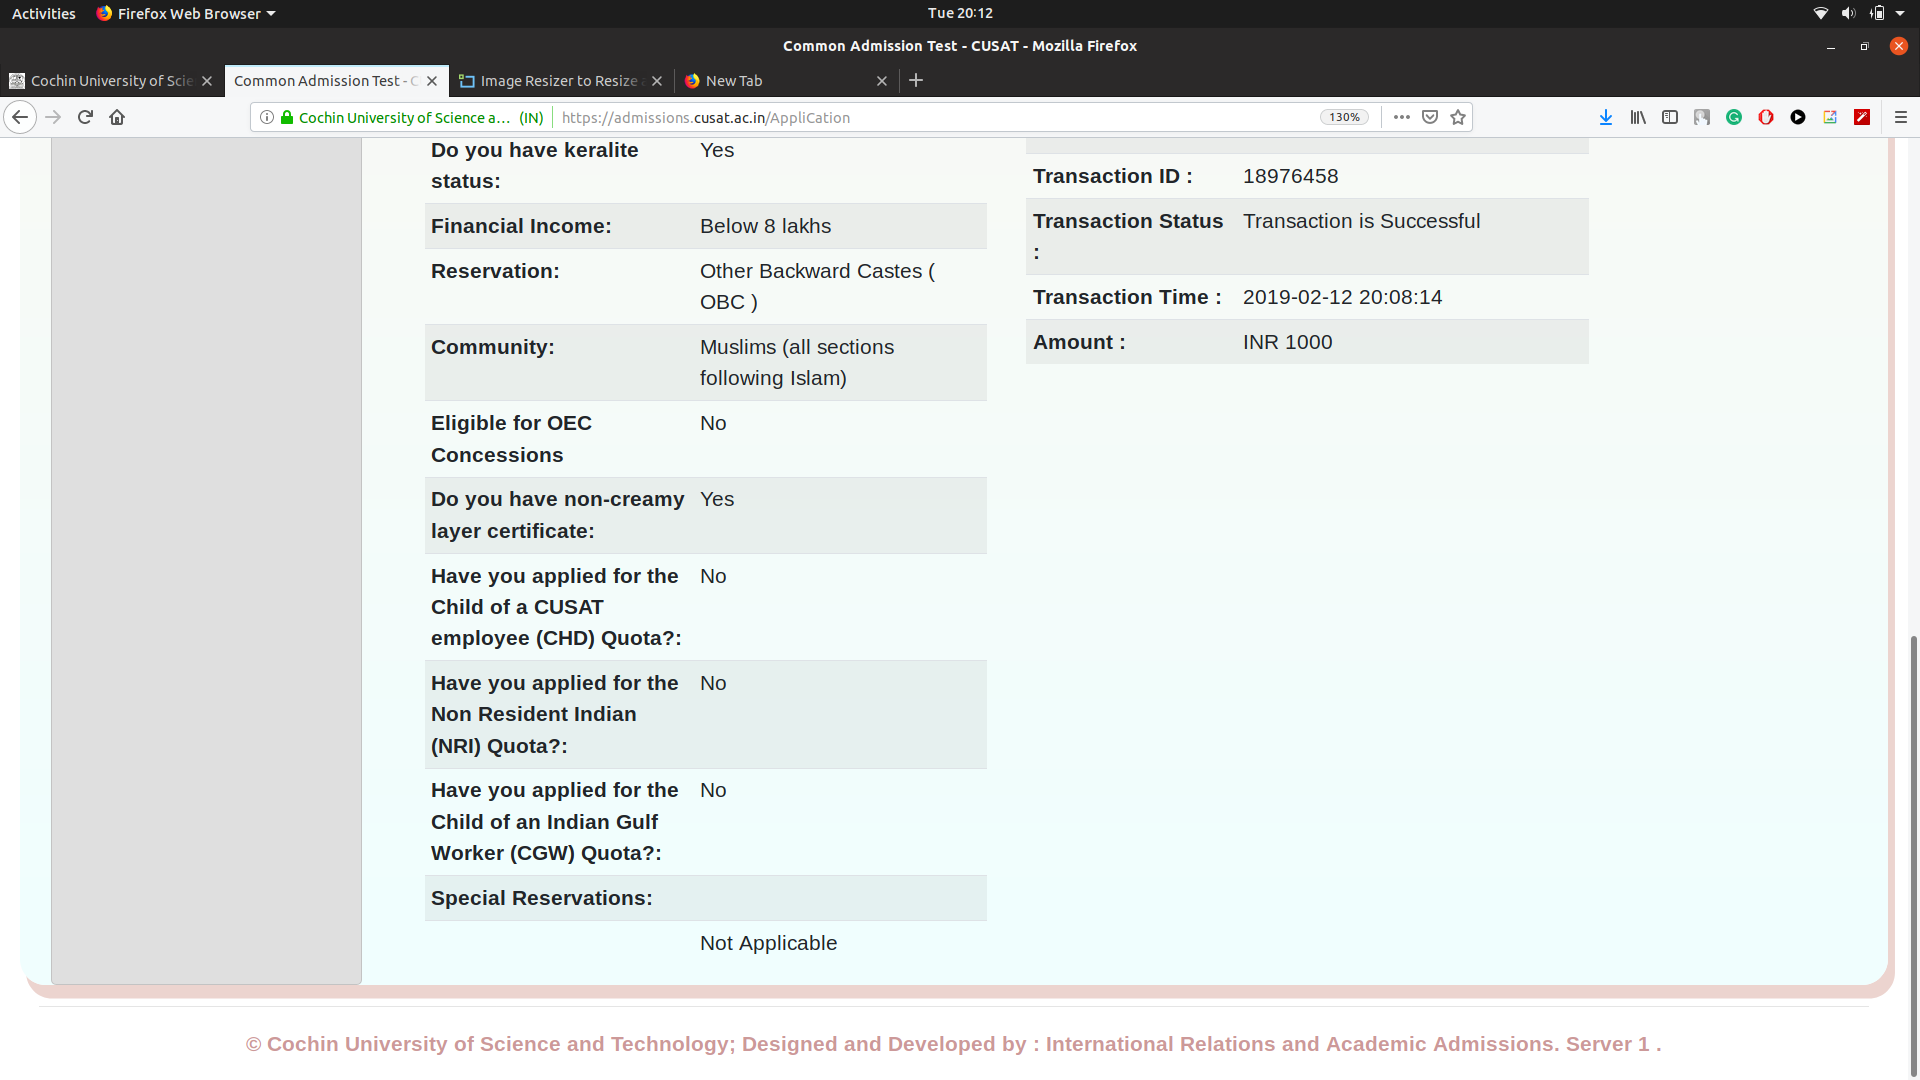 Activities Firefox Web Browser Tue 20:12
Common Admission Test - CUSAT - Mozilla Firefox
Cochin University of Scie Common Admission Test - C Image Resizer to Resize New Tab
Cochin University of Science a... (IN) https://admissions.cusat.ac.in/AppliCation 130%
Do you have keralite Yes
status:
Financial Income: Below 8 lakhs
Reservation: Other Backward Castes (
OBC )
Community: Muslims (all sections
following Islam)
Eligible for OEC No
Concessions
Do you have non-creamy Yes
layer certificate:
Have you applied for the No
Child of a CUSAT
employee (CHD) Quota?:
Have you applied for the No
Non Resident Indian
(NRI) Quota?:
Have you applied for the No
Child of an Indian Gulf
Worker (CGW) Quota?:
Special Reservations:
Not Applicable
Transaction ID : 18976458
Transaction Status Transaction is Successful
:
Transaction Time : 2019-02-12 20:08:14
Amount : INR 1000
© Cochin University of Science and Technology; Designed and Developed by : International Relations and Academic Admissions. Server 1 .